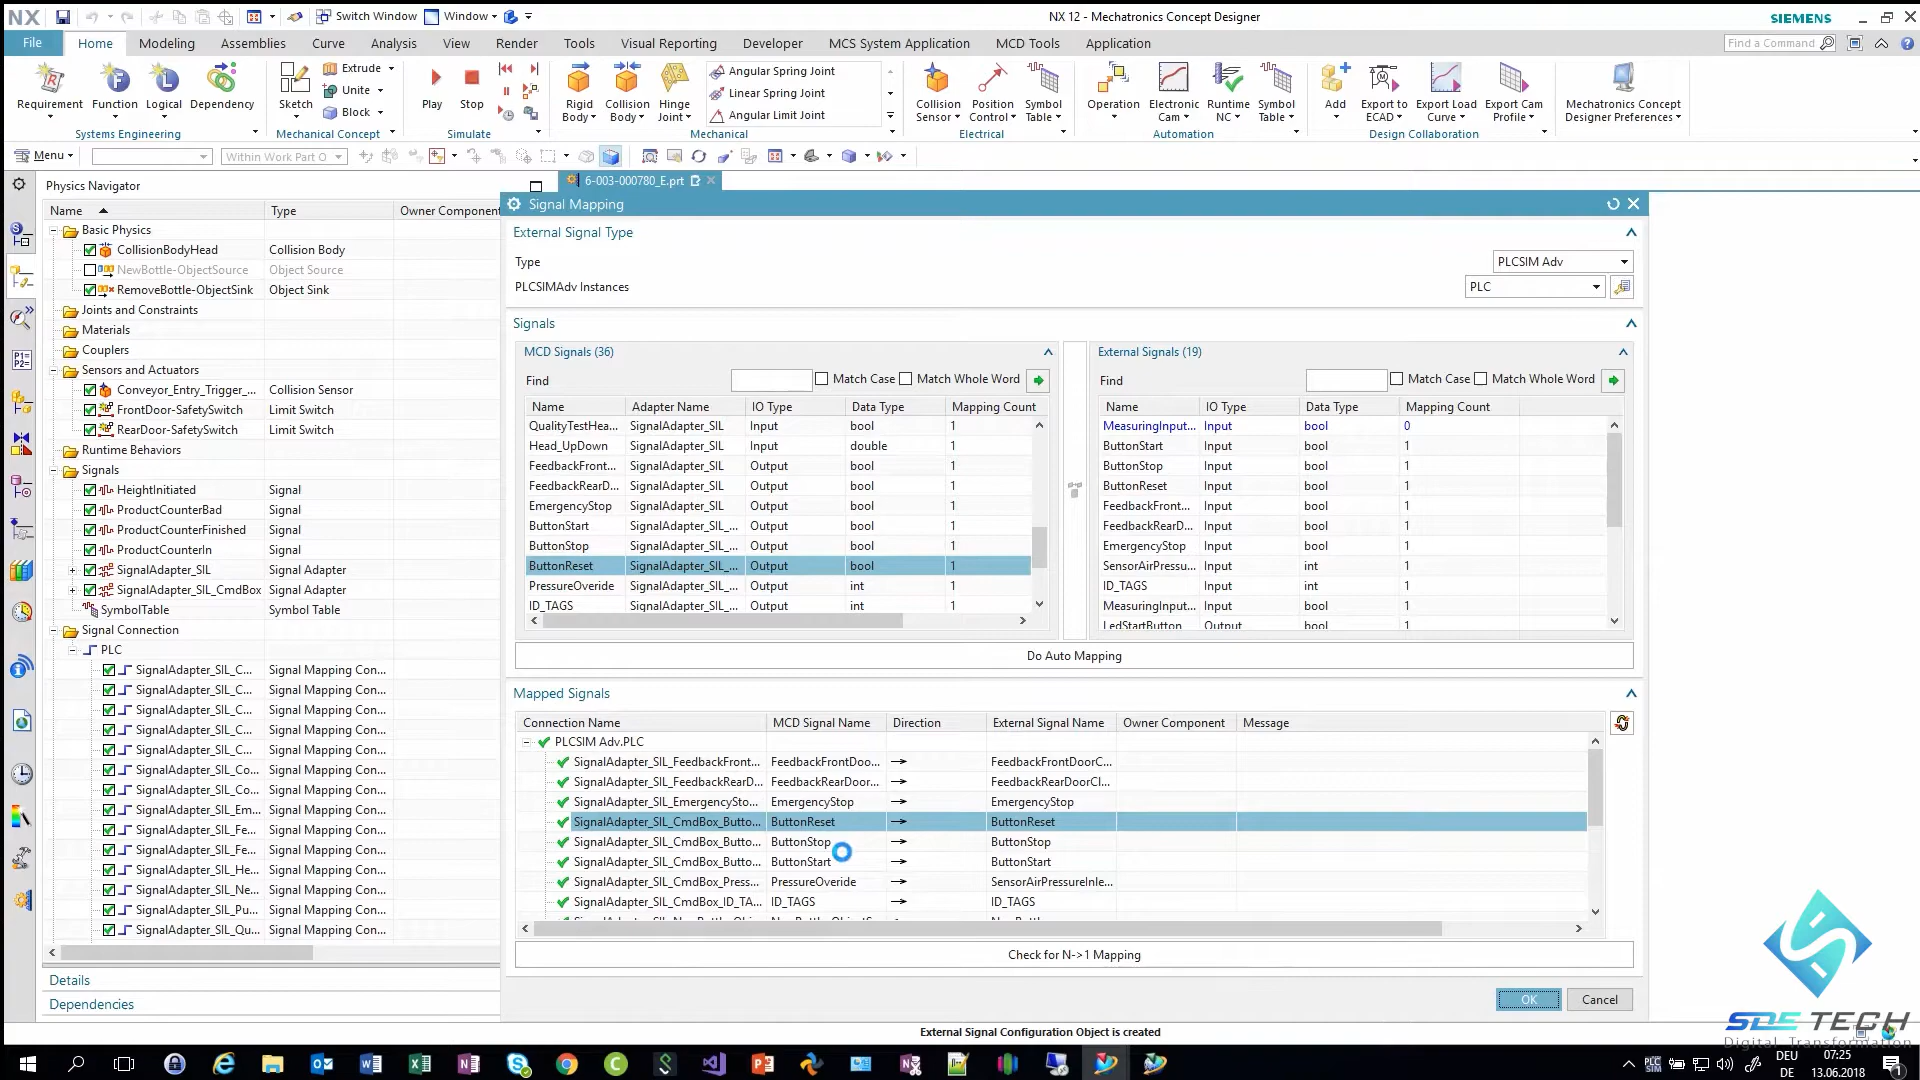 NX
Switch Window
Window
NX 12 - Mechatronics Concept Designer
SIEMENS
File
Home
Modeling
Assemblies
Curve
Analysis
View
Render
Tools
Visual Reporting
Developer
MCS System Application
MCD Tools
Application
Find a Command
Requirement
Function
Logical
Dependency
Systems Engineering
Sketch
Extrude
Unite
Block
Mechanical Concept
Play
Stop
Simulate
Rigid Body
Collision Body
Hinge Joint
Angular Spring Joint
Linear Spring Joint
Angular Limit Joint
Mechanical
Collision Sensor
Position Control
Symbol Table
Electrical
Operation
Electronic Cam
Runtime NC
Symbol Table
Automation
Add
Export to ECAD
Export Load Curve
Export Cam Profile
Design Collaboration
Mechatronics Concept Designer Preferences
Menu
Within Work Part O
Physics Navigator
6-003-000780_E.prt
Name Type Owner Component
Basic Physics
CollisionBodyHead Collision Body
NewBottle-ObjectSource Object Source
RemoveBottle-ObjectSink Object Sink
Joints and Constraints
Materials
Couplers
Sensors and Actuators
Conveyor_Entry_Trigger_... Collision Sensor
FrontDoor-SafetySwitch Limit Switch
RearDoor-SafetySwitch Limit Switch
Runtime Behaviors
Signals
HeightInitiated Signal
ProductCounterBad Signal
ProductCounterFinished Signal
ProductCounterIn Signal
SignalAdapter_SIL Signal Adapter
SignalAdapter_SIL_CmdBox Signal Adapter
SymbolTable Symbol Table
Signal Connection
PLC
SignalAdapter_SIL_C... Signal Mapping Con...
SignalAdapter_SIL_C... Signal Mapping Con...
SignalAdapter_SIL_C... Signal Mapping Con...
SignalAdapter_SIL_C... Signal Mapping Con...
SignalAdapter_SIL_C... Signal Mapping Con...
SignalAdapter_SIL_Co... Signal Mapping Con...
SignalAdapter_SIL_Co... Signal Mapping Con...
SignalAdapter_SIL_Em... Signal Mapping Con...
SignalAdapter_SIL_Fe... Signal Mapping Con...
SignalAdapter_SIL_Fe... Signal Mapping Con...
SignalAdapter_SIL_He... Signal Mapping Con...
SignalAdapter_SIL_Ne... Signal Mapping Con...
SignalAdapter_SIL_Pu... Signal Mapping Con...
SignalAdapter_SIL_Qu... Signal Mapping Con...
Details
Dependencies
Signal Mapping
External Signal Type
Type PLCSIM Adv
PLCSIMAdv Instances PLC
Signals
MCD Signals (36)
Find Match Case Match Whole Word
Name Adapter Name IO Type Data Type Mapping Count
QualityTestHea... SignalAdapter_SIL Input bool 1
Head_UpDown SignalAdapter_SIL Input double 1
FeedbackFront... SignalAdapter_SIL Output bool 1
FeedbackRearD... SignalAdapter_SIL Output bool 1
EmergencyStop SignalAdapter_SIL Output bool 1
ButtonStart SignalAdapter_SIL_... Output bool 1
ButtonStop SignalAdapter_SIL_... Output bool 1
ButtonReset SignalAdapter_SIL_... Output bool 1
PressureOveride SignalAdapter_SIL_... Output int 1
ID_TAGS SignalAdapter_SIL_... Output int 1
External Signals (19)
Find Match Case Match Whole Word
Name IO Type Data Type Mapping Count
MeasuringInput... Input bool 0
ButtonStart Input bool 1
ButtonStop Input bool 1
ButtonReset Input bool 1
FeedbackFront... Input bool 1
FeedbackRearD... Input bool 1
EmergencyStop Input bool 1
SensorAirPressu... Input int 1
ID_TAGS Input int 1
MeasuringInput... Input bool 1
LedStartButton Output bool 1
Do Auto Mapping
Mapped Signals
Connection Name MCD Signal Name Direction External Signal Name Owner Component Message
PLCSIM Adv.PLC
SignalAdapter_SIL_FeedbackFront... FeedbackFrontDoo... FeedbackFrontDoorC...
SignalAdapter_SIL_FeedbackRearD... FeedbackRearDoor... FeedbackRearDoorCl...
SignalAdapter_SIL_EmergencySto... EmergencyStop EmergencyStop
SignalAdapter_SIL_CmdBox_Butto... ButtonReset ButtonReset
SignalAdapter_SIL_CmdBox_Butto... ButtonStop ButtonStop
SignalAdapter_SIL_CmdBox_Butto... ButtonStart ButtonStart
SignalAdapter_SIL_CmdBox_Press... PressureOveride SensorAirPressureInle...
SignalAdapter_SIL_CmdBox_ID_TA... ID_TAGS ID_TAGS
Check for N->1 Mapping
OK
Cancel
External Signal Configuration Object is created
SDE TECH
Digital Transformation
DEU
DE
07:25
13.06.2018